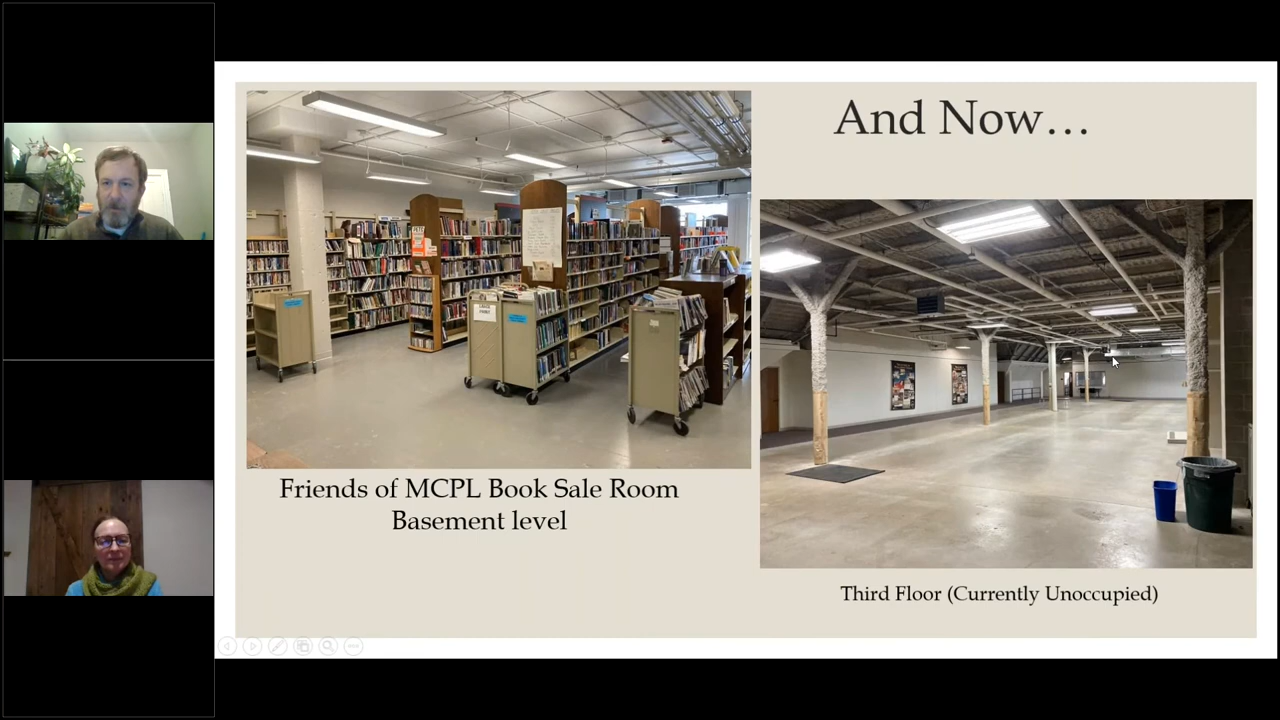 And Now…
Friends of MCPL Book Sale Room
Basement level
Third Floor (Currently Unoccupied)